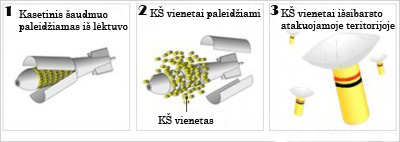 1 Kasetinis šaudmuo
paleidžiamas iš lėktuvo
2 KŠ vienetai paleidžiami
KŠ vienetas
3 KŠ vienetai išsibarsto
atakuojamoje teritorijoje